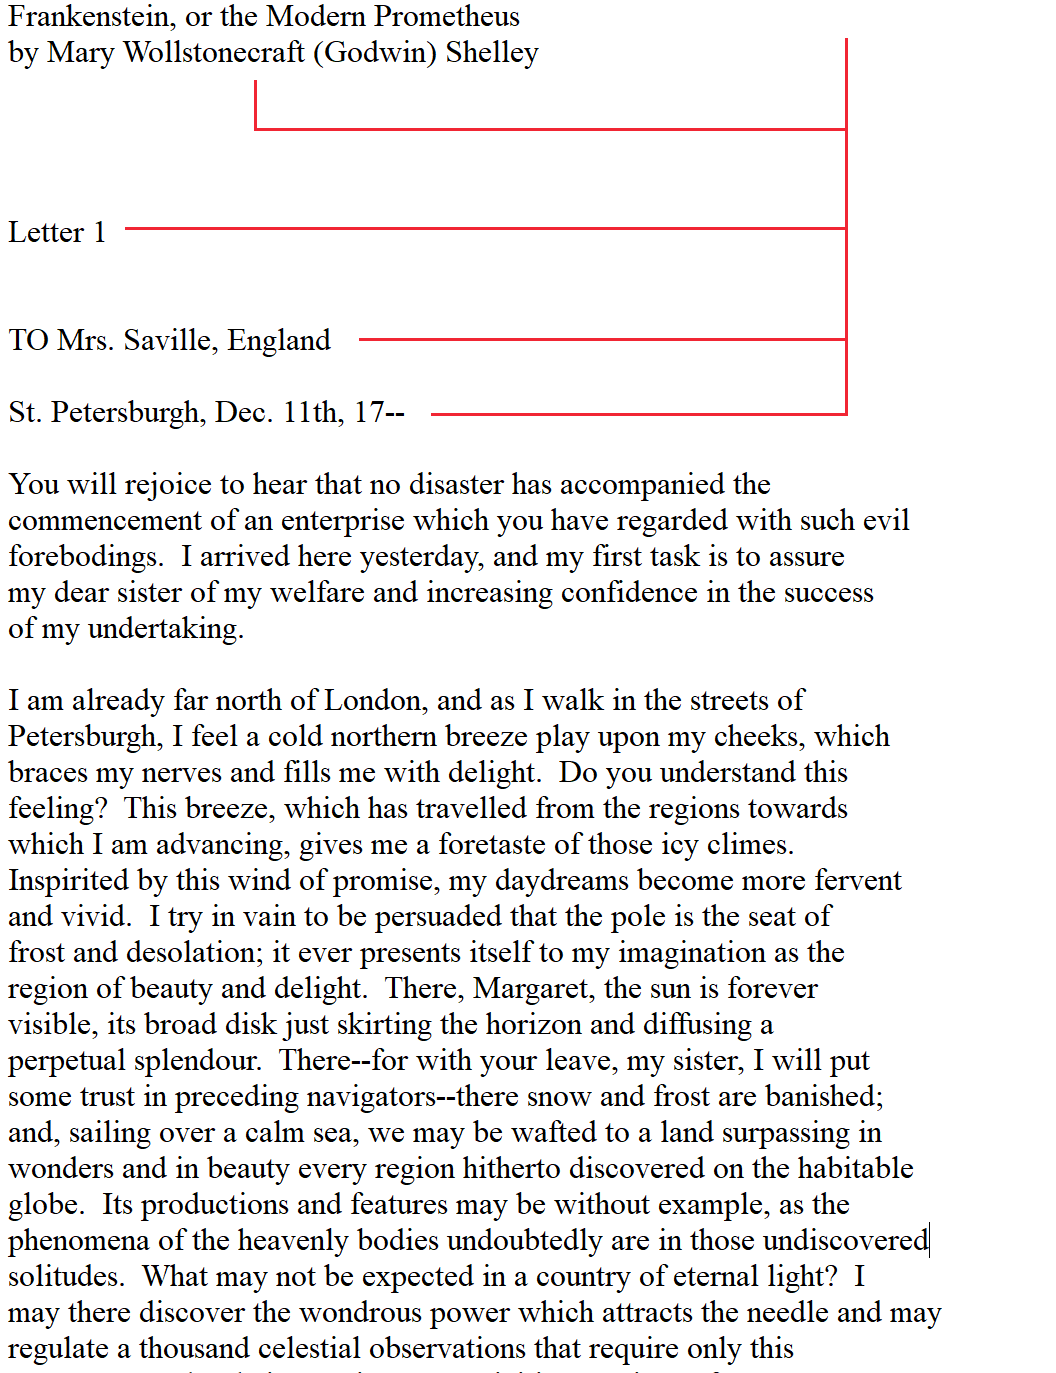 Frankenstein, or the Modern Prometheus
by Mary Wollstonecraft (Godwin) Shelley
Letter 1
TO Mrs. Saville, England
St. Petersburgh, Dec. 11th, 17--
You will rejoice to hear that no disaster has accompanied the
commencement of an enterprise which you have regarded with such evil
forebodings.  I arrived here yesterday, and my first task is to assure
my dear sister of my welfare and increasing confidence in the success
of my undertaking.
I am already far north of London, and as I walk in the streets of
Petersburgh, I feel a cold northern breeze play upon my cheeks, which
braces my nerves and fills me with delight.  Do you understand this
feeling?  This breeze, which has travelled from the regions towards
which I am advancing, gives me a foretaste of those icy climes.
Inspirited by this wind of promise, my daydreams become more fervent
and vivid.  I try in vain to be persuaded that the pole is the seat of
frost and desolation; it ever presents itself to my imagination as the
region of beauty and delight.  There, Margaret, the sun is forever
visible, its broad disk just skirting the horizon and diffusing a
perpetual splendour.  There--for with your leave, my sister, I will put
some trust in preceding navigators--there snow and frost are banished;
and, sailing over a calm sea, we may be wafted to a land surpassing in
wonders and in beauty every region hitherto discovered on the habitable
globe.  Its productions and features may be without example, as the
phenomena of the heavenly bodies undoubtedly are in those undiscovered
solitudes.  What may not be expected in a country of eternal light?  I
may there discover the wondrous power which attracts the needle and may
regulate a thousand celestial observations that require only this